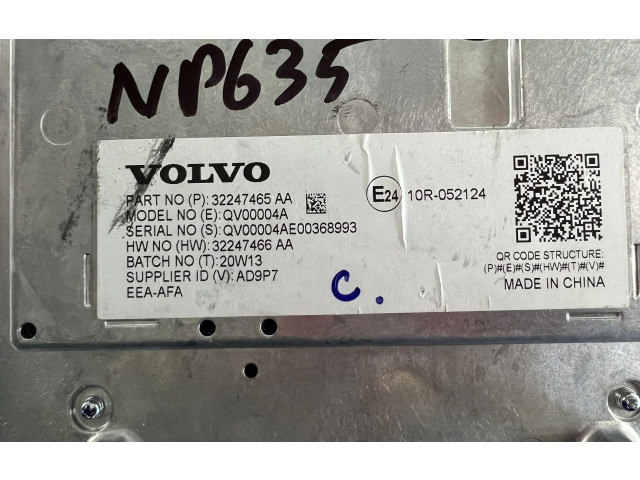 NP635
VOLVO
PART NO (P): 32247465 AA
MODEL NO (E): QV00004A
SERIAL NO (S): QV00004AE00368993
HW NO (HW): 32247466 AA
BATCH NO (T): 20W13
SUPPLIER ID (V): AD9P7
EEA-AFA
E24 10R-052124
C.
QR CODE STRUCTURE:
(P)#(E)#(S)#(HW)#(T)#(V)#
MADE IN CHINA